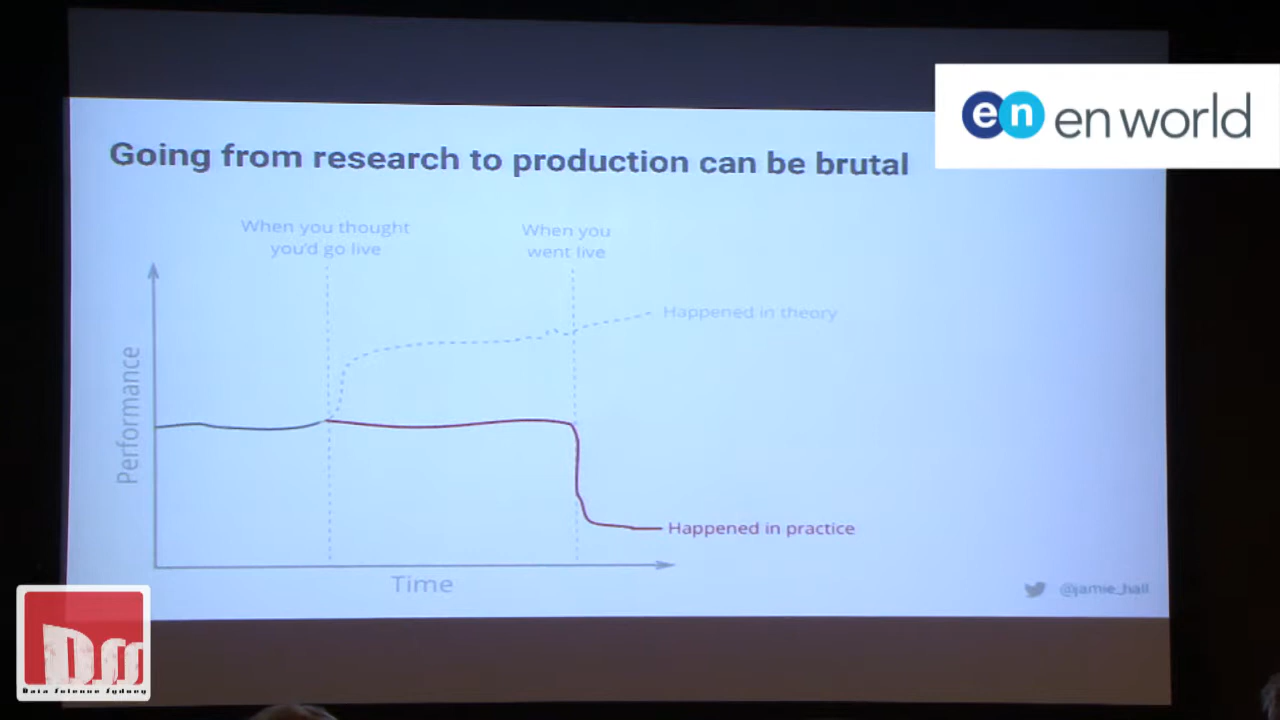 Going from research to production can be brutal
en en world
When you thought
you'd go live
When you
went live
Happened in theory
Performance
Happened in practice
Time
@jamie_hall
DSS
Data Science Sydney